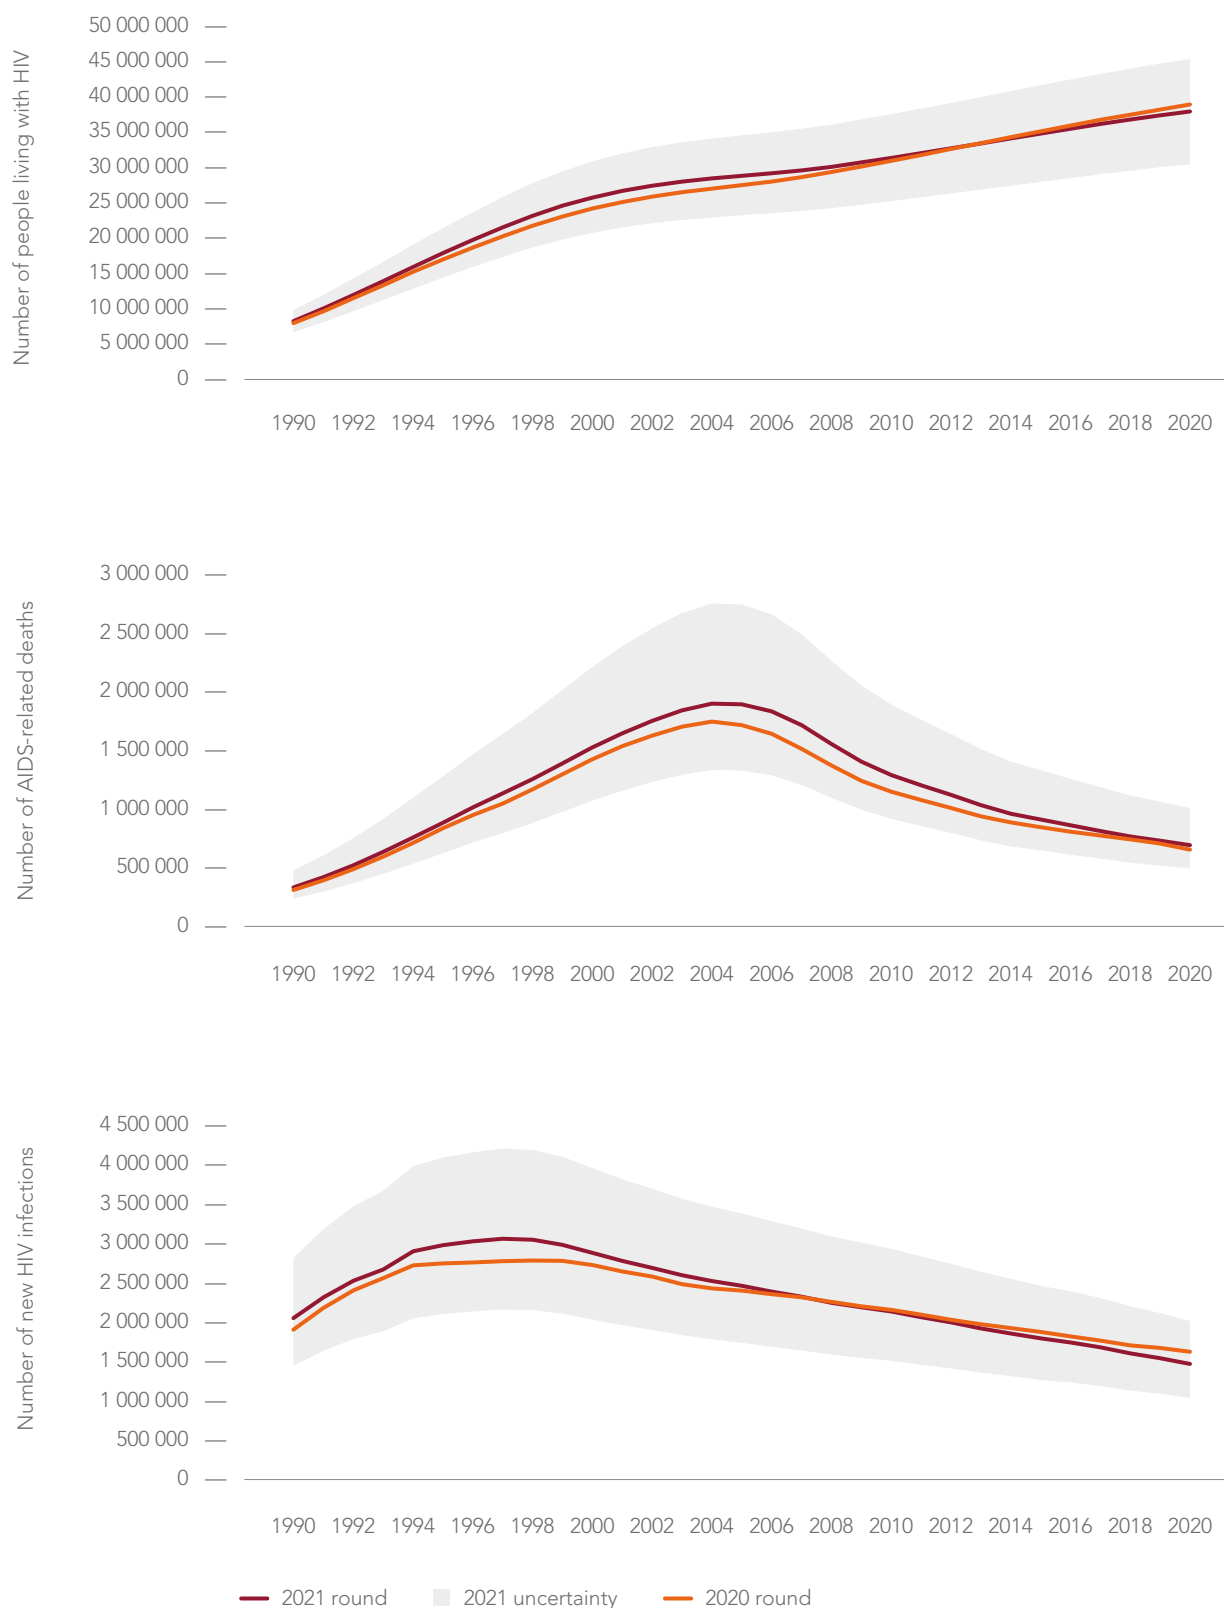 Number of people living with HIV
50 000 000
45 000 000
40 000 000
35 000 000
30 000 000
25 000 000
20 000 000
15 000 000
10 000 000
5 000 000
0
1990 1992 1994 1996 1998 2000 2002 2004 2006 2008 2010 2012 2014 2016 2018 2020
Number of AIDS-related deaths
3 000 000
2 500 000
2 000 000
1 500 000
1 000 000
500 000
0
1990 1992 1994 1996 1998 2000 2002 2004 2006 2008 2010 2012 2014 2016 2018 2020
Number of new HIV infections
4 500 000
4 000 000
3 500 000
3 000 000
2 500 000
2 000 000
1 500 000
1 000 000
500 000
0
1990 1992 1994 1996 1998 2000 2002 2004 2006 2008 2010 2012 2014 2016 2018 2020
2021 round 2021 uncertainty 2020 round